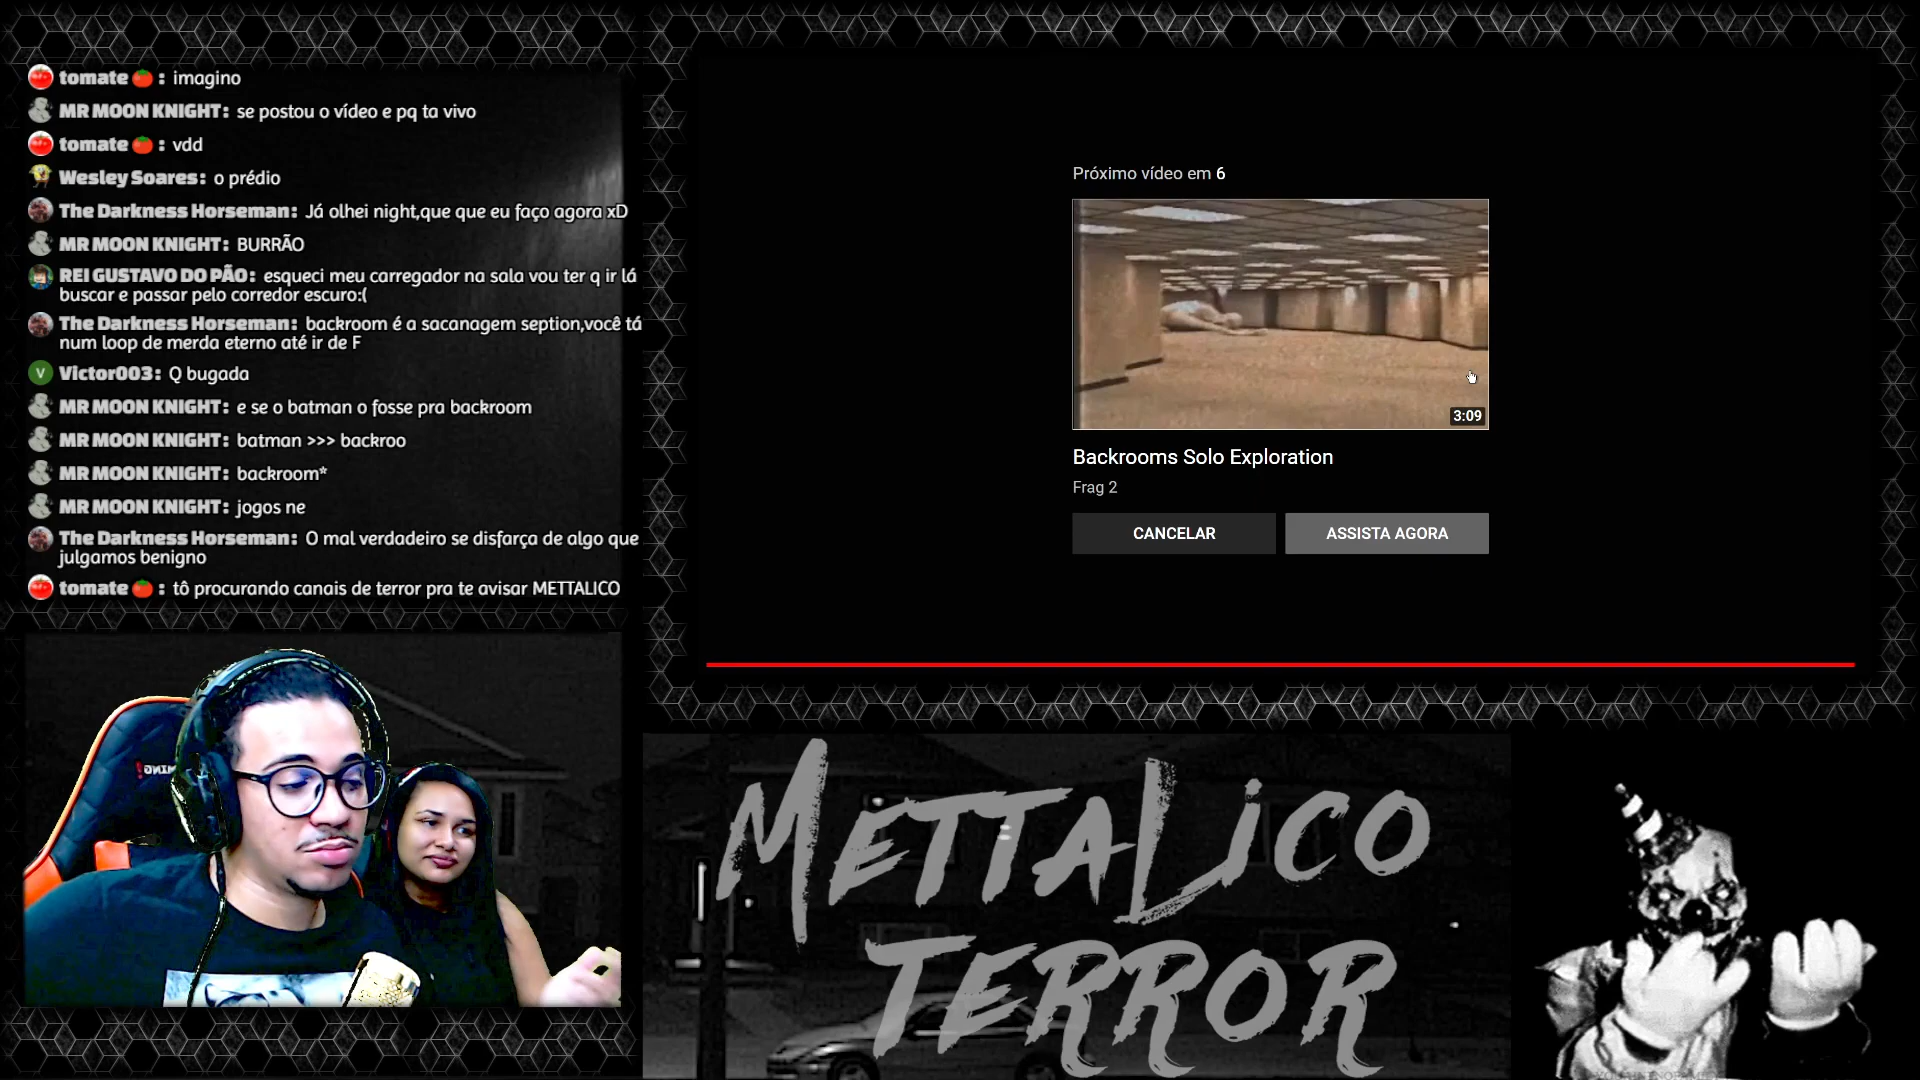 tomate : imagino
MR MOON KNIGHT: se postou o vídeo e pq ta vivo
tomate : vdd
Wesley Soares: o prédio
The Darkness Horseman: Já olhei night,que que eu faço agora xD
MR MOON KNIGHT: BURRÃO
REI GUSTAVO DO PÃO: esqueci meu carregador na sala vou ter q ir lá
buscar e passar pelo corredor escuro:(
The Darkness Horseman: backroom é a sacanagem seption,você tá
num loop de merda eterno até ir de F
V Victor003: Q bugada
MR MOON KNIGHT: e se o batman o fosse pra backroom
MR MOON KNIGHT: batman >>> backroo
MR MOON KNIGHT: backroom*
MR MOON KNIGHT: jogos ne
The Darkness Horseman: O mal verdadeiro se disfarça de algo que
julgamos benigno
tomate : tô procurando canais de terror pra te avisar METTALICO
Próximo vídeo em 6
3:09
Backrooms Solo Exploration
Frag 2
CANCELAR
ASSISTA AGORA
METTALICO
TERROR